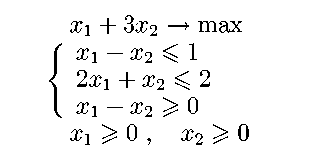 x₁ + 3x₂ → max
x₁ − x₂ ⩽ 1
2x₁ + x₂ ⩽ 2
x₁ − x₂ ⩾ 0
x₁ ⩾ 0 , x₂ ⩾ 0